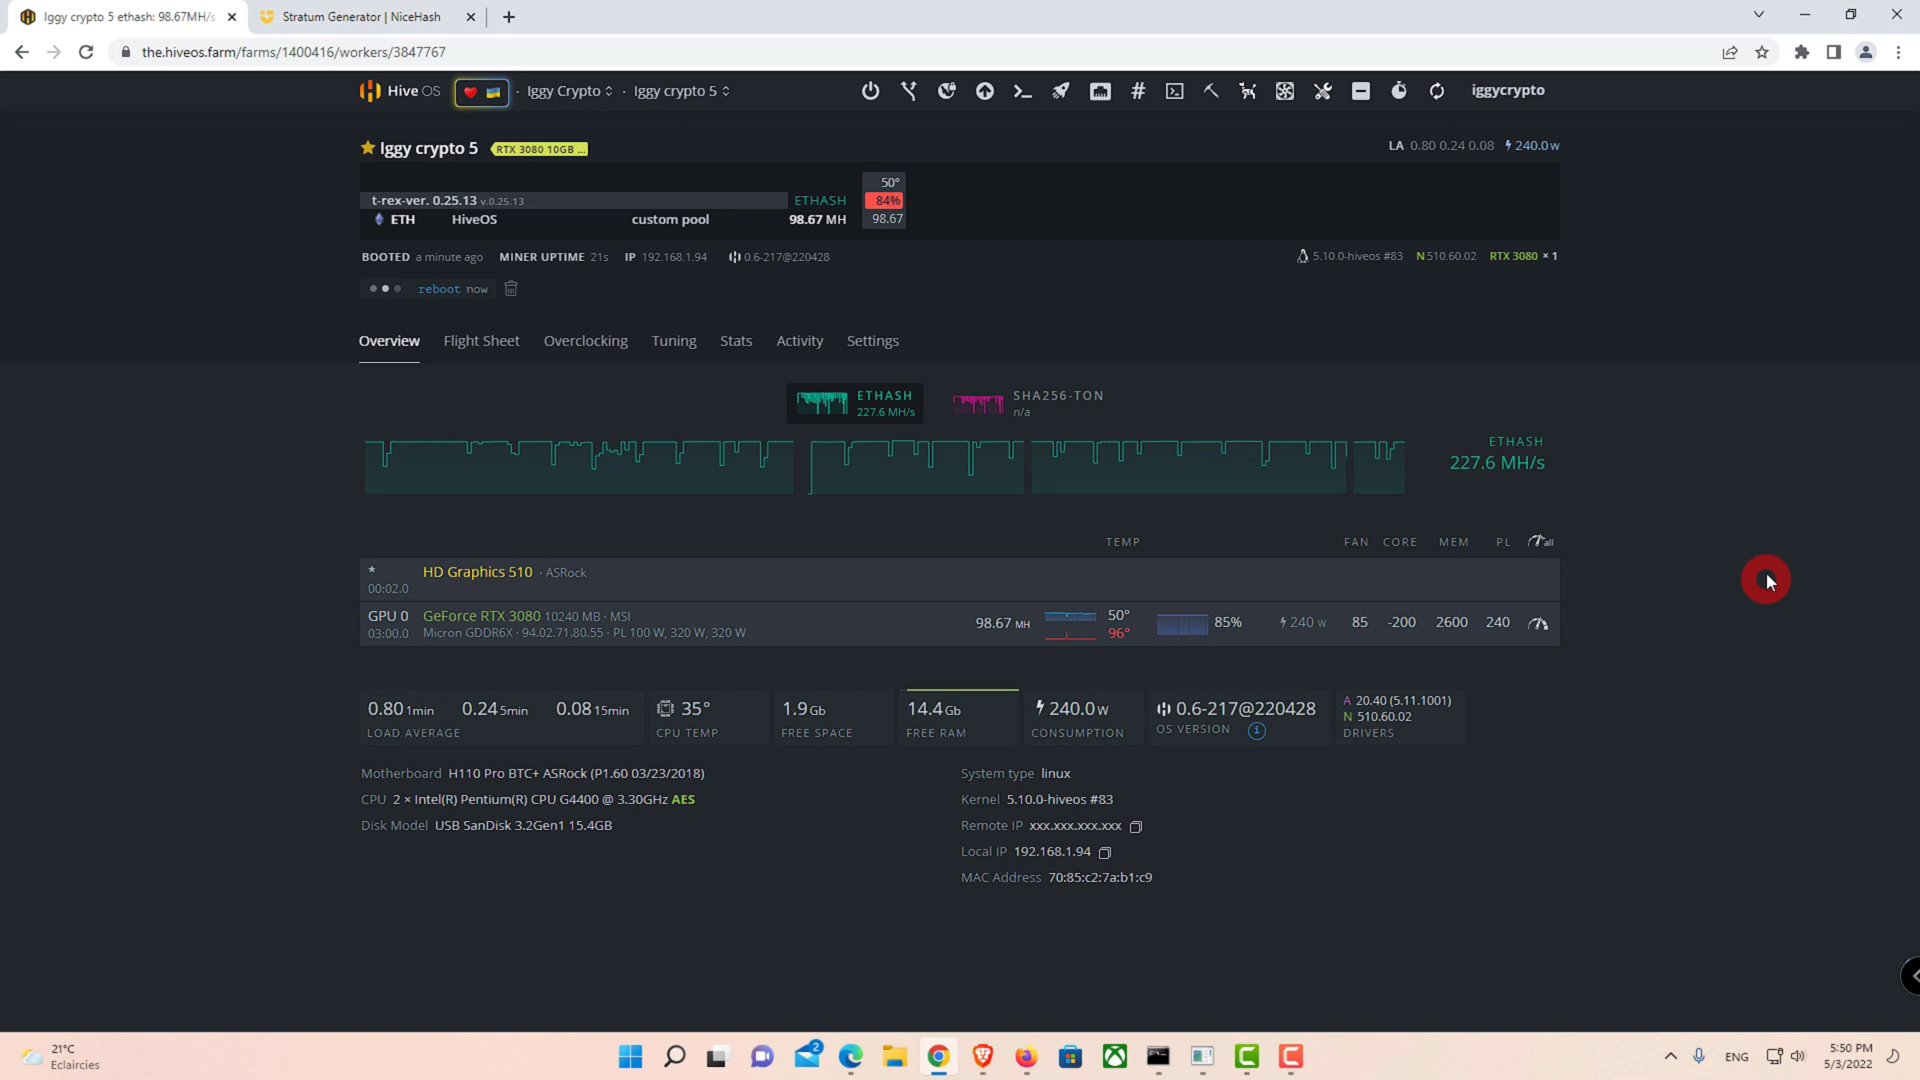 Iggy crypto 5 ethash: 98.67MH/s
Stratum Generator | NiceHash
the.hiveos.farm/farms/1400416/workers/3847767
Hive OS · Iggy Crypto · Iggy crypto 5
iggycrypto
Iggy crypto 5 RTX 3080 10GB ...
LA 0.80 0.24 0.08 240.0 w
50°
t-rex-ver. 0.25.13 v.0.25.13 ETHASH 84%
ETH HiveOS custom pool 98.67 MH 98.67
BOOTED a minute ago MINER UPTIME 21s IP 192.168.1.94 0.6-217@220428
5.10.0-hiveos #83 N 510.60.02 RTX 3080 × 1
reboot now
Overview Flight Sheet Overclocking Tuning Stats Activity Settings
ETHASH
227.6 MH/s
SHA256-TON
n/a
ETHASH
227.6 MH/s
TEMP FAN CORE MEM PL all
* HD Graphics 510 · ASRock
00:02.0
GPU 0 GeForce RTX 3080 10240 MB · MSI
03:00.0 Micron GDDR6X · 94.02.71.80.55 · PL 100 W, 320 W, 320 W
98.67 MH 50° 96° 85% 240 w 85 -200 2600 240
0.80 1min 0.24 5min 0.08 15min
LOAD AVERAGE
35°
CPU TEMP
1.9 Gb
FREE SPACE
14.4 Gb
FREE RAM
240.0 w
CONSUMPTION
0.6-217@220428
OS VERSION i
A 20.40 (5.11.1001)
N 510.60.02
DRIVERS
Motherboard H110 Pro BTC+ ASRock (P1.60 03/23/2018)
CPU 2 × Intel(R) Pentium(R) CPU G4400 @ 3.30GHz AES
Disk Model USB SanDisk 3.2Gen1 15.4GB
System type linux
Kernel 5.10.0-hiveos #83
Remote IP xxx.xxx.xxx.xxx
Local IP 192.168.1.94
MAC Address 70:85:c2:7a:b1:c9
21°C
Eclaircies
2
ENG
5:50 PM
5/3/2022